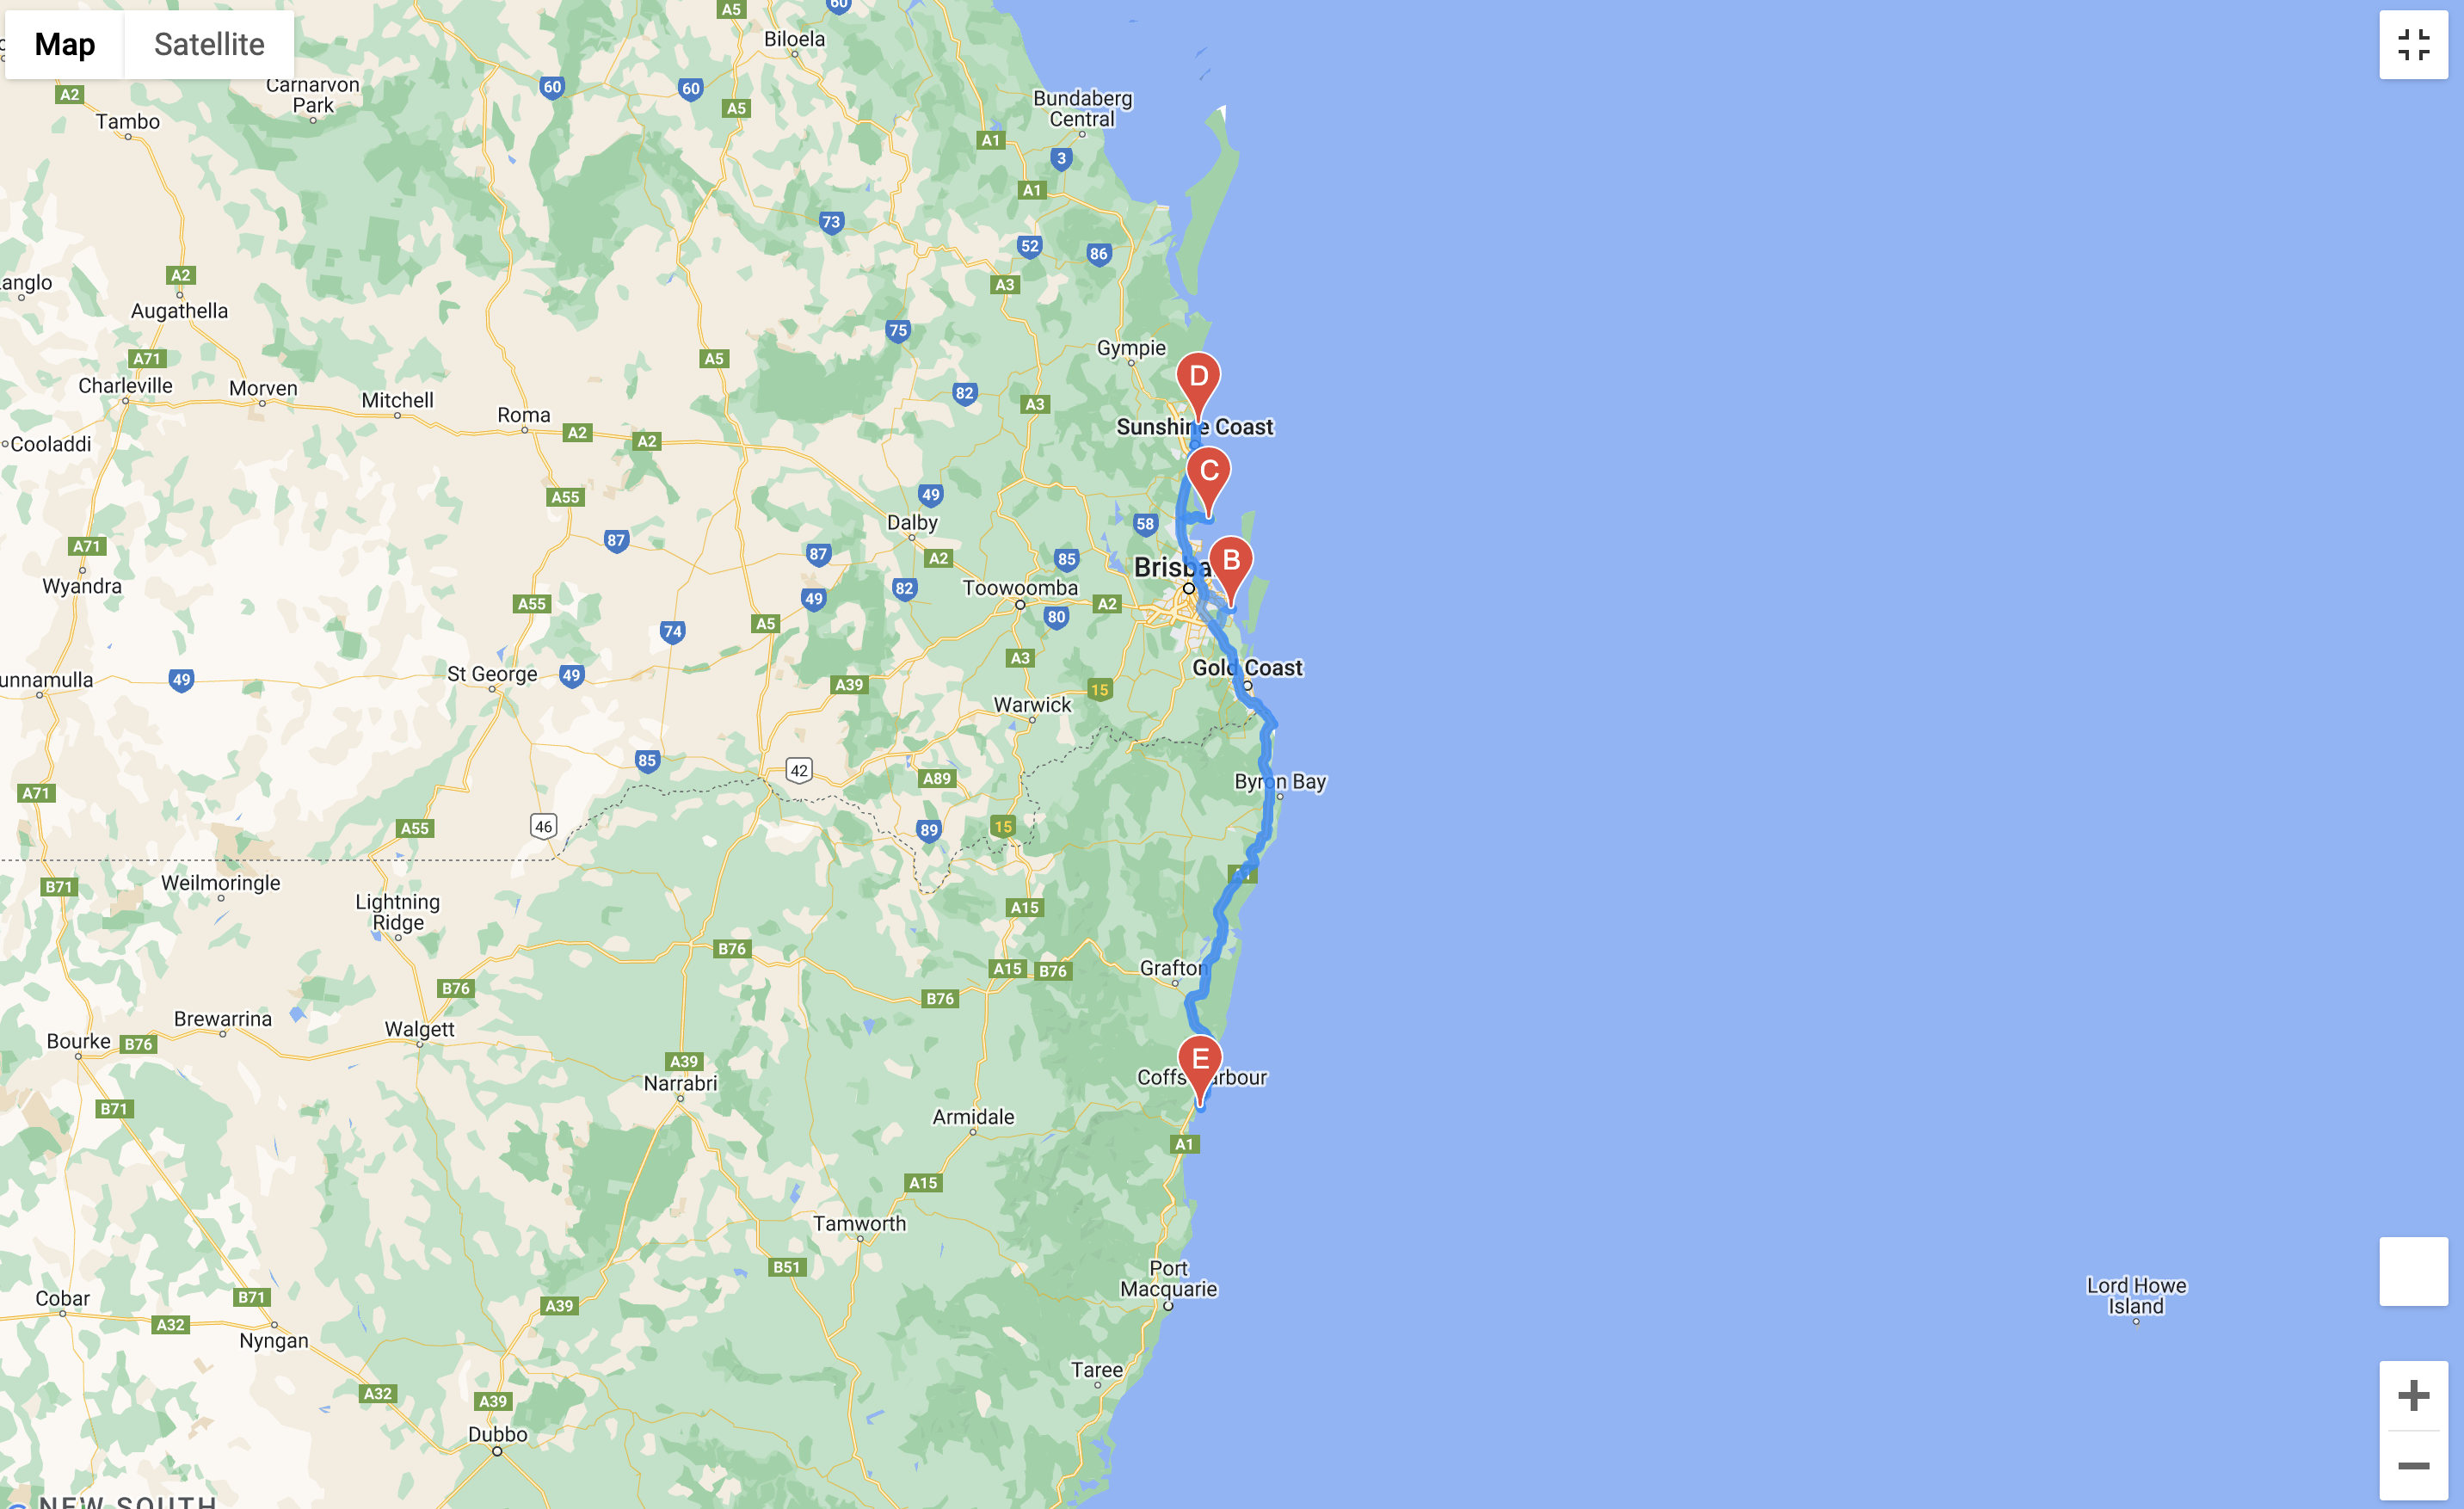 Map
Satellite
A5
60
Biloela
Carnarvon
Park
60
60
A2
A5
Bundaberg
Central
Tambo
A1
3
A1
73
52
86
A2
A3
anglo
Augathella
75
Gympie
A71
A5
D
Charleville
Morven
Mitchell
82
A3
Roma
A2
A2
Sunshine Coast
Cooladdi
C
A55
49
Dalby
58
A71
87
87
A2
85
B
Brisba
Wyandra
Toowoomba
82
49
A55
A2
80
A5
74
A3
Gold Coast
unnamulla
49
St George
49
A39
15
Warwick
85
42
A89
Byron Bay
A71
A55
46
89
15
A1
Weilmoringle
B71
Lightning
Ridge
A15
B76
Grafton
A15
B76
B76
B76
Brewarrina
Walgett
Bourke
B76
A39
E
Narrabri
Coffs Harbour
B71
Armidale
A1
A15
Tamworth
B51
Port
Macquarie
Lord Howe
Island
Cobar
B71
A39
A32
Nyngan
Taree
A32
A39
Dubbo
NEW SOUTH